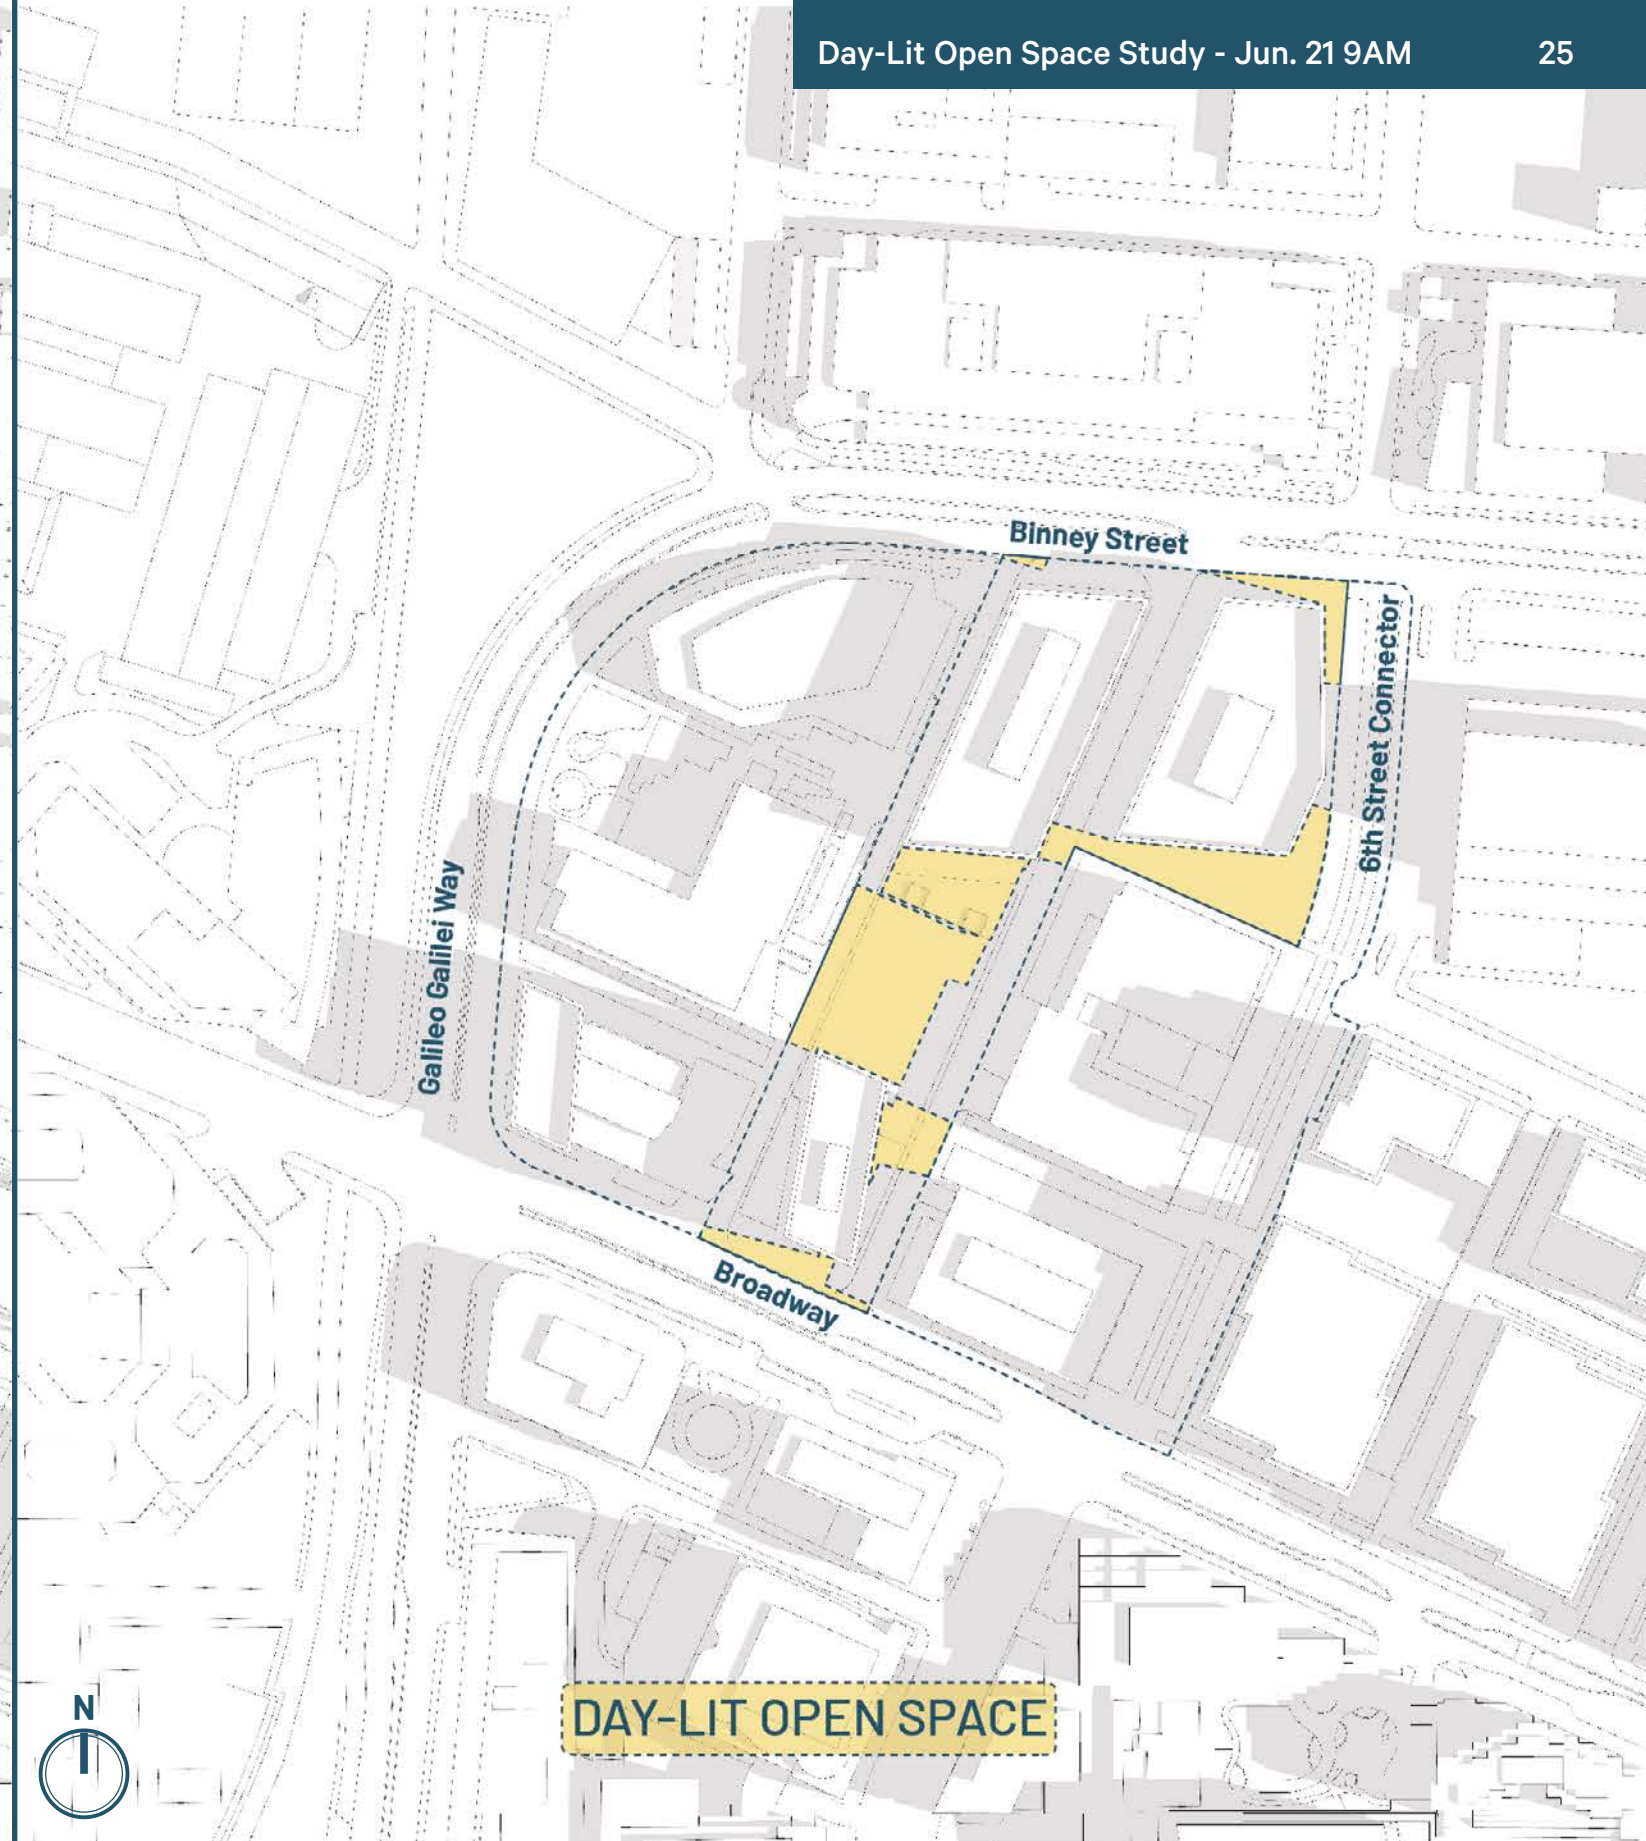 Day-Lit Open Space Study - Jun. 21 9AM 25
Binney Street
6th Street Connector
Galileo Galilei Way
Broadway
DAY-LIT OPEN SPACE
N